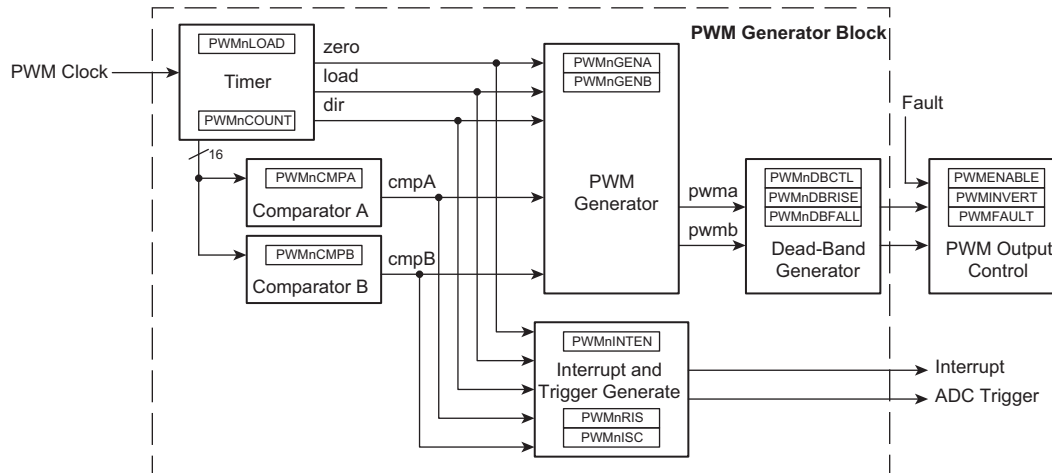 PWM Generator Block
PWM Clock
PWMnLOAD
Timer
PWMnCOUNT
zero
load
dir
16
PWMnCMPA
Comparator A
cmpA
PWMnCMPB
Comparator B
cmpB
PWMnGENA
PWMnGENB
PWM
Generator
pwma
pwmb
PWMnDBCTL
PWMnDBRISE
PWMnDBFALL
Dead-Band
Generator
Fault
PWMENABLE
PWMINVERT
PWMFAULT
PWM Output
Control
PWMnINTEN
Interrupt and
Trigger Generate
PWMnRIS
PWMnISC
Interrupt
ADC Trigger